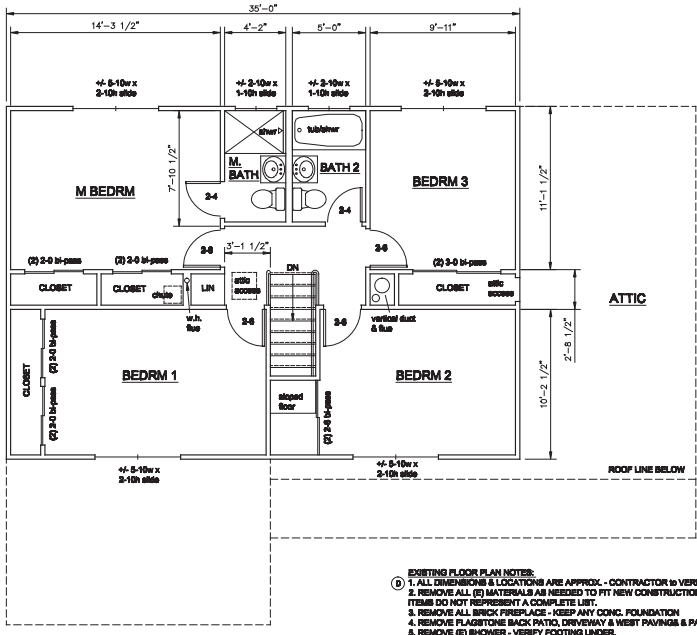 35'-0"
14'-3 1/2"
4'-2"
5'-0"
9'-11"
+/- 5-10w x
2-10h slide
+/- 2-10w x
1-10h slide
+/- 2-10w x
1-10h slide
+/- 5-10w x
2-10h slide
shwr
tub/shwr
M.
BATH
BATH 2
7'-10 1/2"
M BEDRM
BEDRM 3
11'-1 1/2"
2-4
2-4
2-6
3'-1 1/2"
2-6
(2) 2-0 bi-pass
(2) 2-0 bi-pass
DN
(2) 3-0 bi-pass
CLOSET
CLOSET
chute
LIN
attic
access
CLOSET
attic
access
ATTIC
w.h.
flue
vertical duct
& flue
2-6
2-6
2'-8 1/2"
CLOSET
(2) 2-0 bi-pass
(2) 2-0 bi-pass
BEDRM 1
sloped
floor
(2) 2-6 bi-pass
BEDRM 2
10'-2 1/2"
+/- 5-10w x
2-10h slide
+/- 5-10w x
2-10h slide
ROOF LINE BELOW
EXISTING FLOOR PLAN NOTES:
D 1. ALL DIMENSIONS & LOCATIONS ARE APPROX. - CONTRACTOR to VERI
2. REMOVE ALL (E) MATERIALS AS NEEDED TO FIT NEW CONSTRUCTION
ITEMS DO NOT REPRESENT A COMPLETE LIST.
3. REMOVE ALL BRICK FIREPLACE - KEEP ANY CONC. FOUNDATION
4. REMOVE FLAGSTONE BACK PATIO, DRIVEWAY & WEST PAVINGS & PA
5. REMOVE (E) SHOWER - VERIFY FOOTING UNDER.